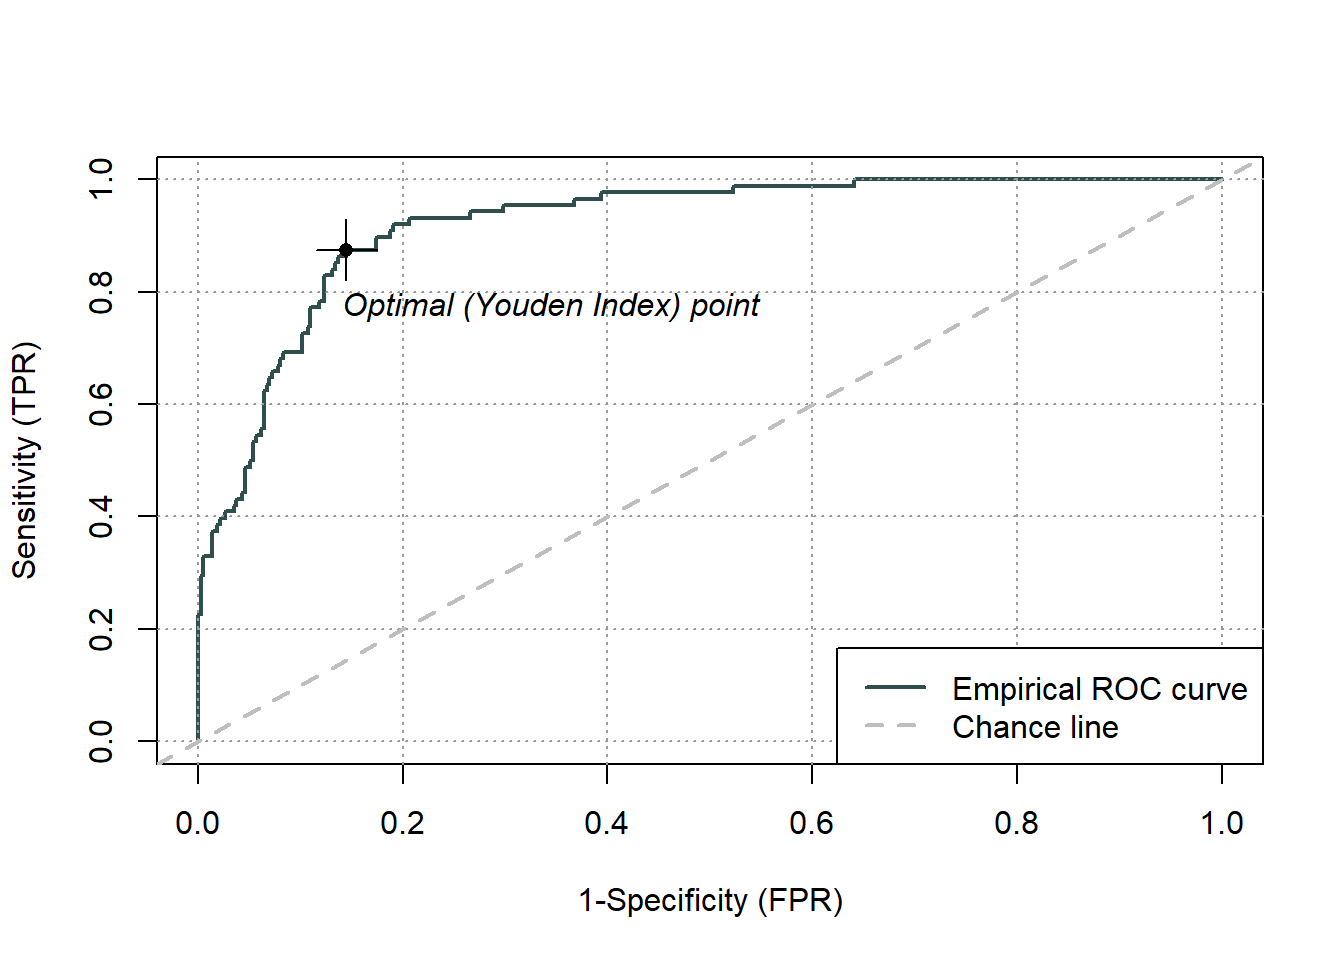 1.0
0.8
0.6
0.4
0.2
0.0
Sensitivity (TPR)
Optimal (Youden Index) point
Empirical ROC curve
Chance line
0.0 0.2 0.4 0.6 0.8 1.0
1-Specificity (FPR)